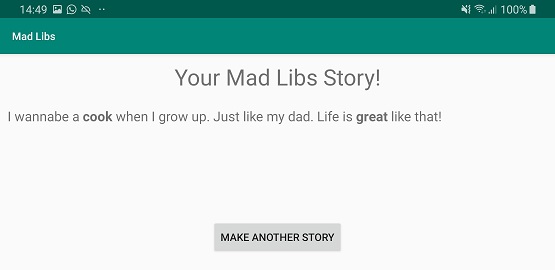 14:49 100%
Mad Libs
Your Mad Libs Story!
I wannabe a cook when I grow up. Just like my dad. Life is great like that!
MAKE ANOTHER STORY